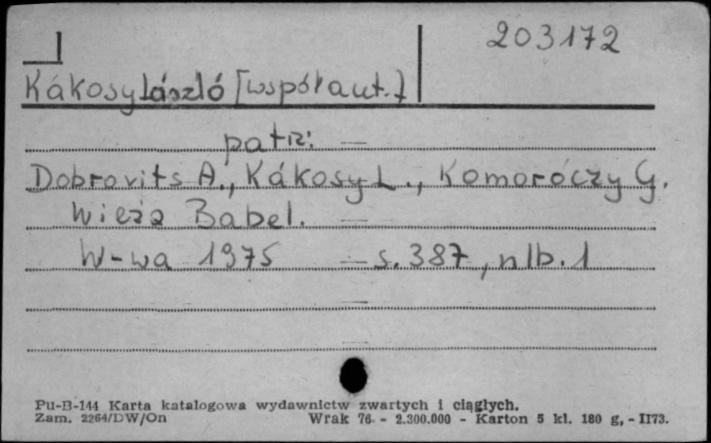 203172
Kákosy László [współaut.]
patrz:
Dobrovits A., Kákosy L., Komoróczy G.
Wieża Babel.
W-wa 1975 s. 387, nlb. 1
Pu-B-144 Karta katalogowa wydawnictw zwartych i ciągłych.
Zam. 2264/DW/On Wrak 76 - 2.300.000 - Karton 5 kl. 180 g, - II73.